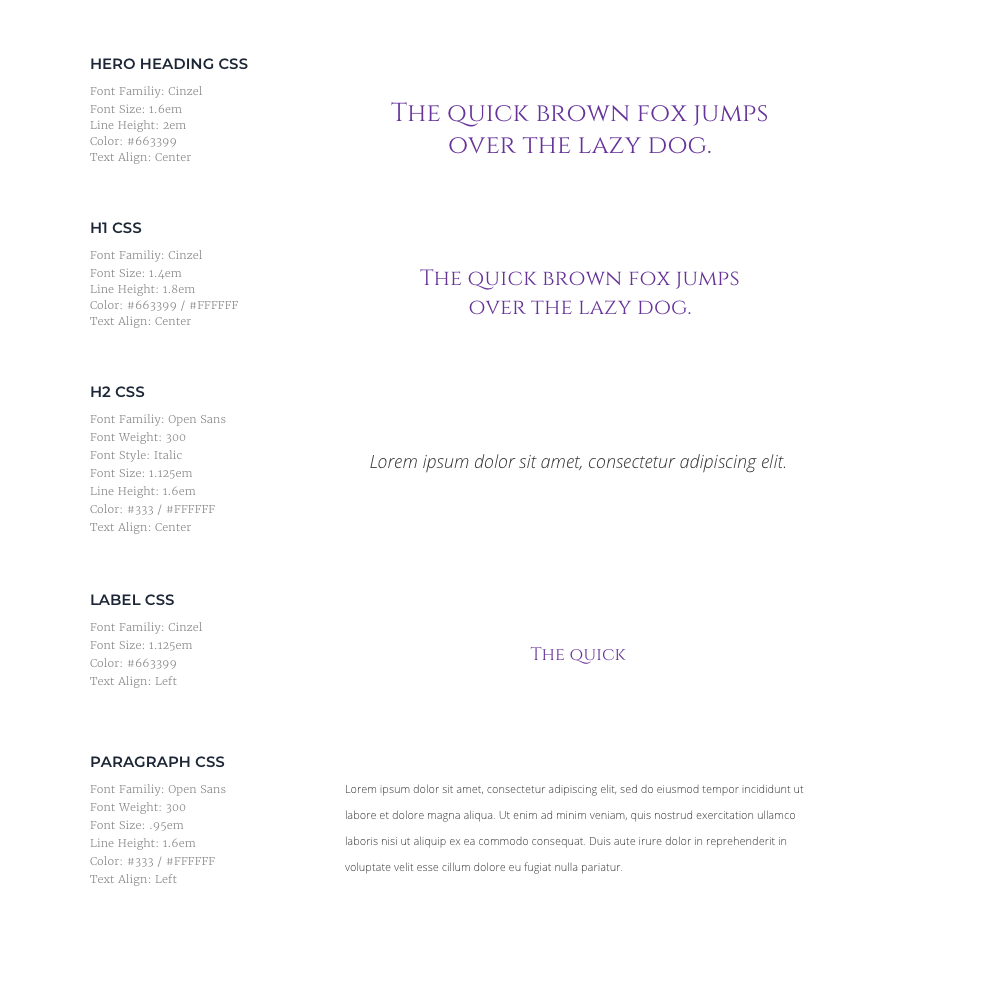 HERO HEADING CSS
Font Familiy: Cinzel
Font Size: 1.6em
Line Height: 2em
Color: #663399
Text Align: Center
The quick brown fox jumps
over the lazy dog.
H1 CSS
Font Familiy: Cinzel
Font Size: 1.4em
Line Height: 1.8em
Color: #663399 / #FFFFFF
Text Align: Center
The quick brown fox jumps
over the lazy dog.
H2 CSS
Font Familiy: Open Sans
Font Weight: 300
Font Style: Italic
Font Size: 1.125em
Line Height: 1.6em
Color: #333 / #FFFFFF
Text Align: Center
Lorem ipsum dolor sit amet, consectetur adipiscing elit.
LABEL CSS
Font Familiy: Cinzel
Font Size: 1.125em
Color: #663399
Text Align: Left
The quick
PARAGRAPH CSS
Font Familiy: Open Sans
Font Weight: 300
Font Size: .95em
Line Height: 1.6em
Color: #333 / #FFFFFF
Text Align: Left
Lorem ipsum dolor sit amet, consectetur adipiscing elit, sed do eiusmod tempor incididunt ut
labore et dolore magna aliqua. Ut enim ad minim veniam, quis nostrud exercitation ullamco
laboris nisi ut aliquip ex ea commodo consequat. Duis aute irure dolor in reprehenderit in
voluptate velit esse cillum dolore eu fugiat nulla pariatur.